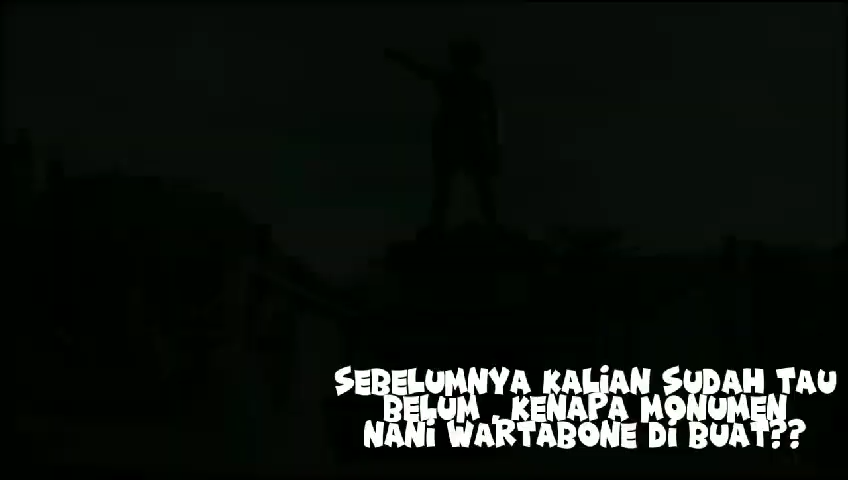 SEBELUMNYA KALIAN SUDAH TAU
BELUM , KENAPA MONUMEN
NANI WARTABONE DI BUAT??